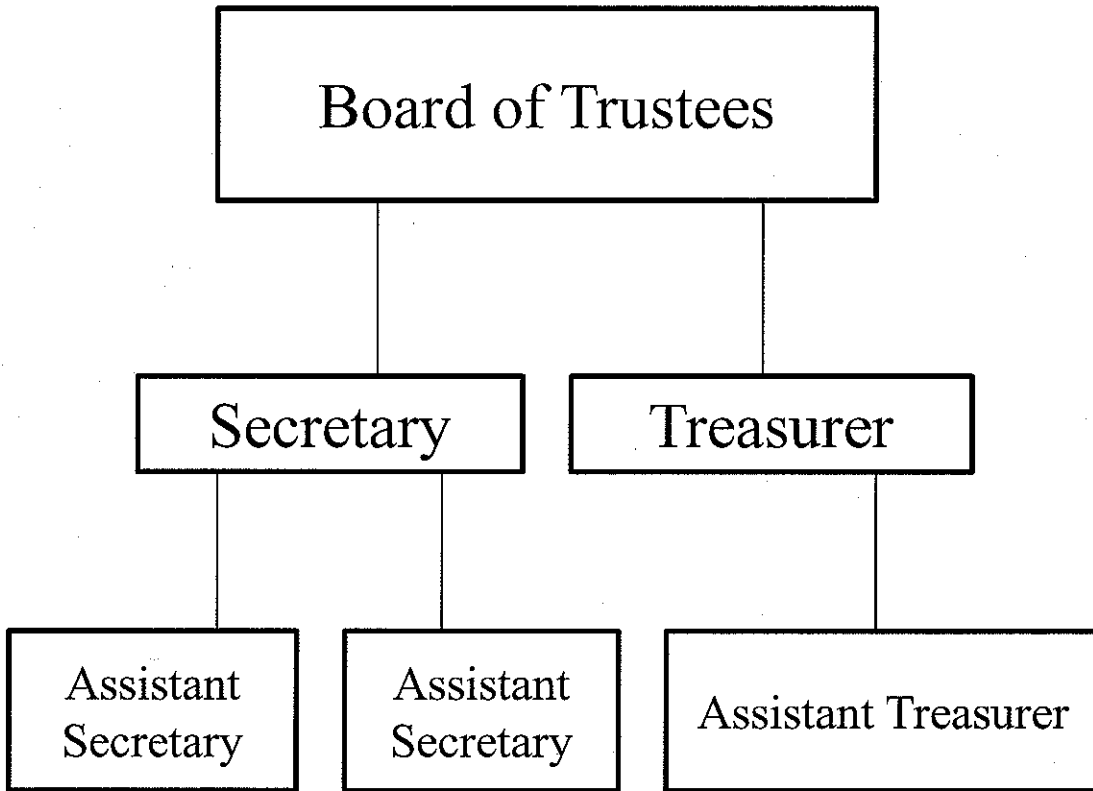 Board of Trustees
Secretary
Treasurer
Assistant
Secretary
Assistant
Secretary
Assistant Treasurer